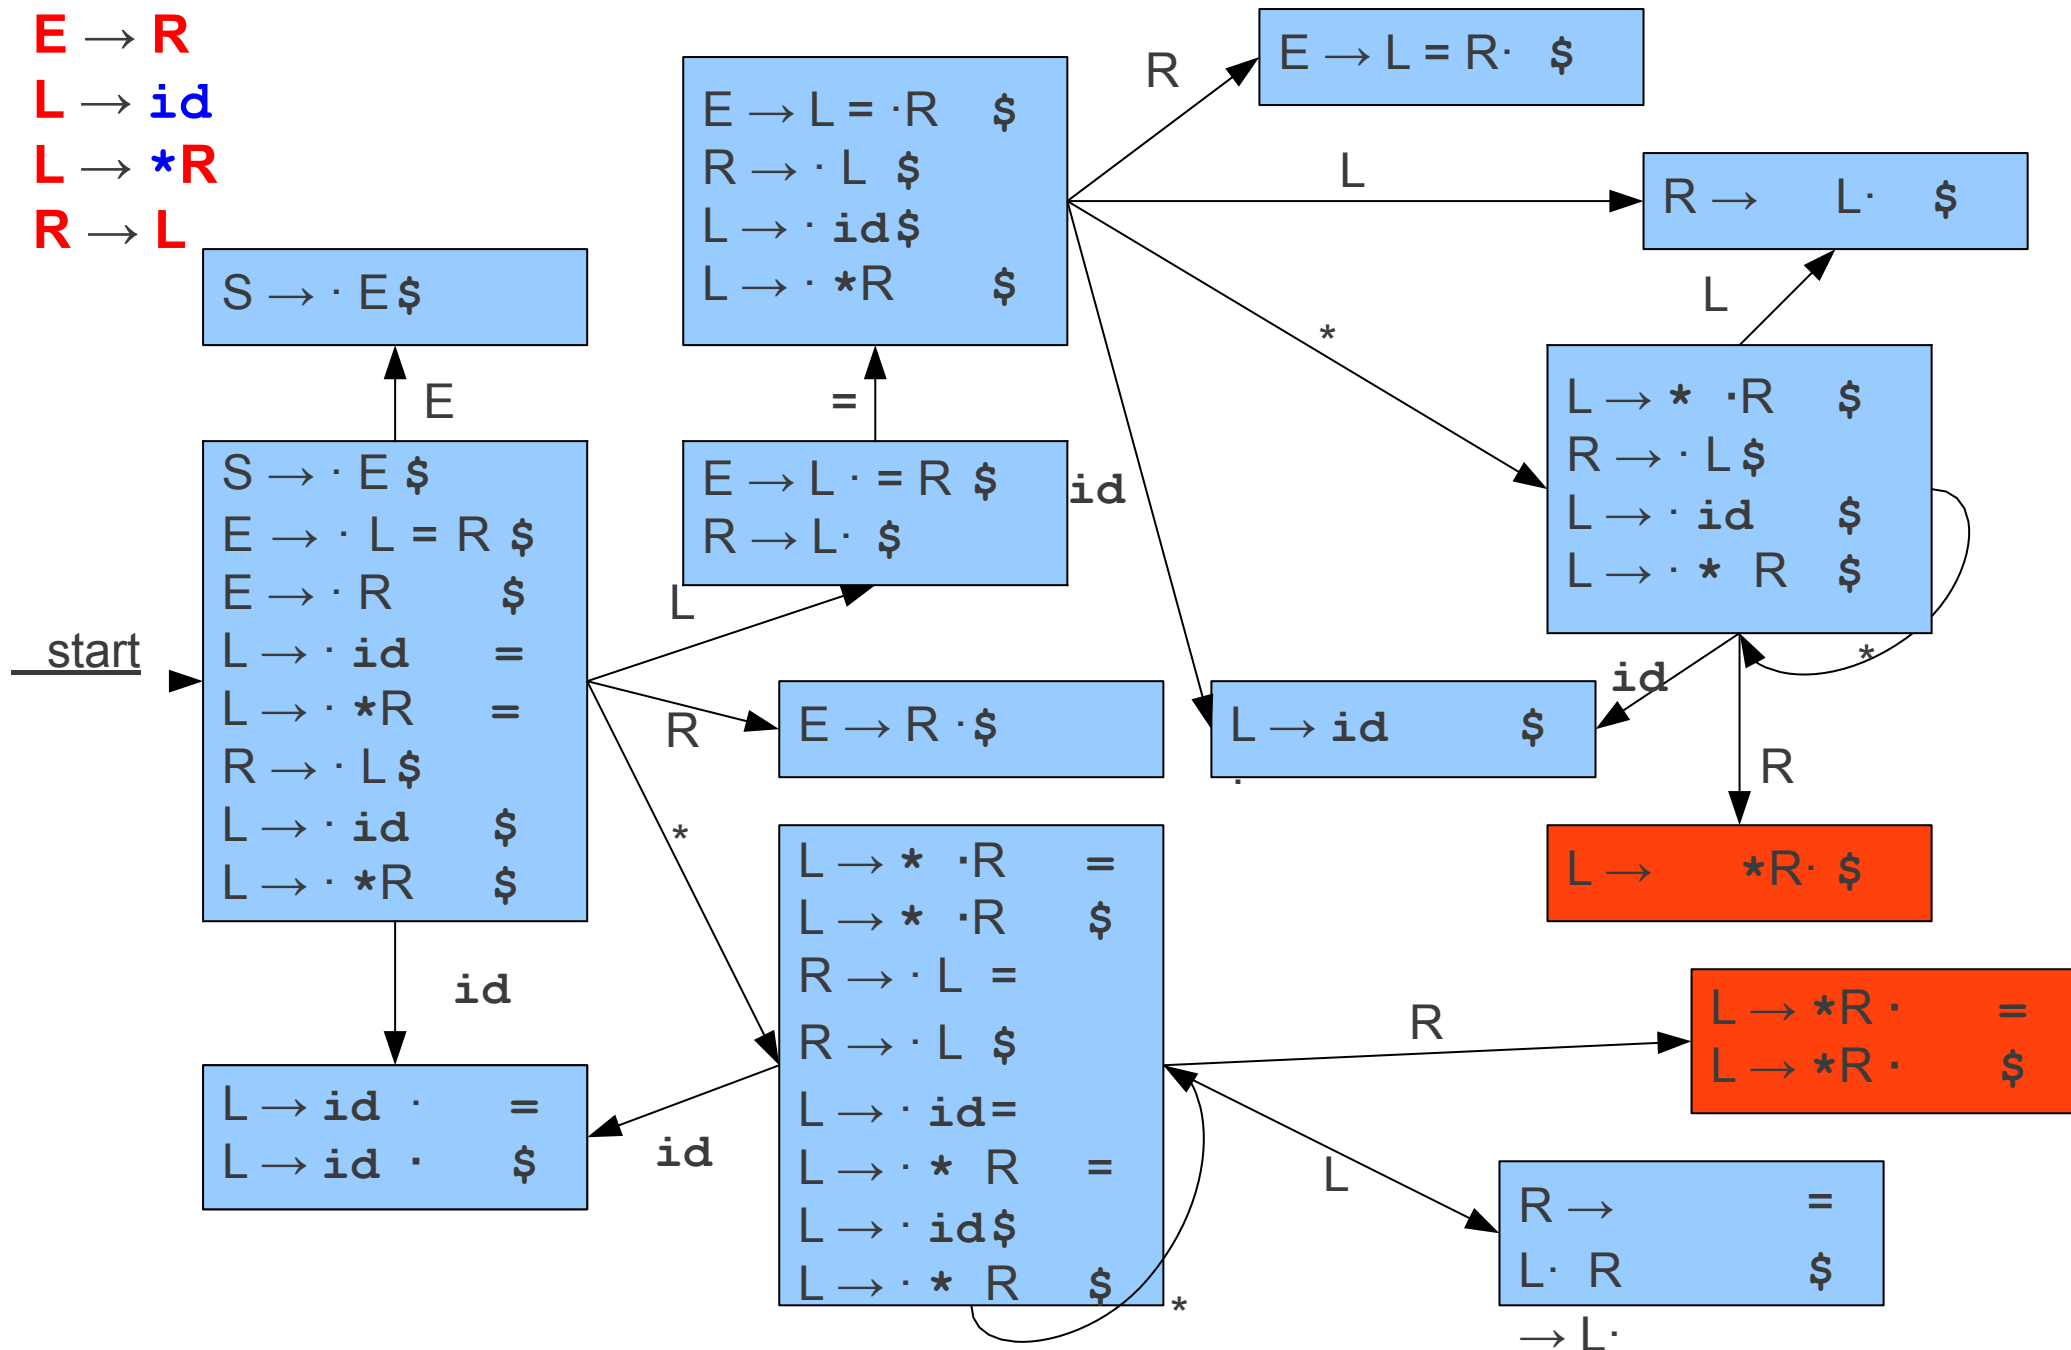 E → R
L → id
L → *R
R → L
S → · E $
E
S → · E $
E → · L = R $
E → · R $
L → · id =
L → · *R =
R → · L $
L → · id $
L → · *R $
start
id
L → id · =
L → id · $
E → L = ·R $
R → · L $
L → · id $
L → · *R $
=
E → L · = R $
R → L· $
L
R
E → R · $
*
id
L → * ·R =
L → * ·R $
R → · L =
R → · L $
L → · id =
L → · * R =
L → · id $
L → · * R $
*
R
E → L = R· $
L
R → L· $
*
id
L
L → * ·R $
R → · L $
L → · id $
L → · * R $
*
id
L → id $
·
R
L → *R· $
R
L → *R · =
L → *R · $
L
R → =
L· R $
→ L·